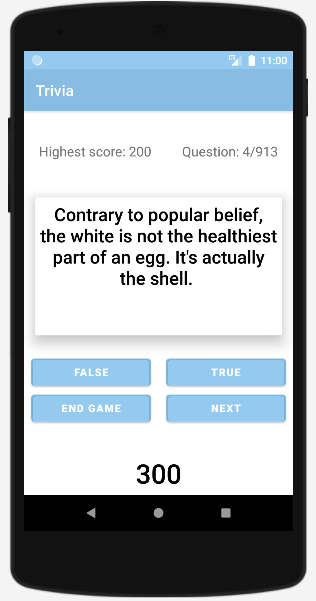 LTE 11:00
Trivia
Highest score: 200 Question: 4/913
Contrary to popular belief,
the white is not the healthiest
part of an egg. It's actually
the shell.
FALSE TRUE
END GAME NEXT
300